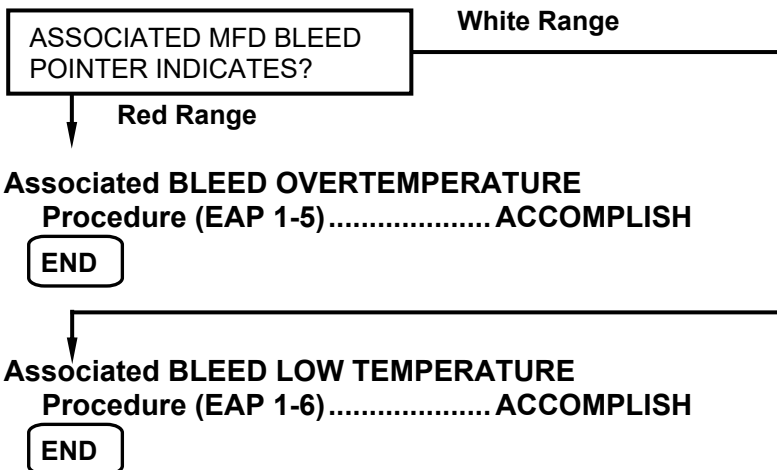 ASSOCIATED MFD BLEED
POINTER INDICATES?
White Range
Red Range
Associated BLEED OVERTEMPERATURE
Procedure (EAP 1-5).................... ACCOMPLISH
END
Associated BLEED LOW TEMPERATURE
Procedure (EAP 1-6).................... ACCOMPLISH
END